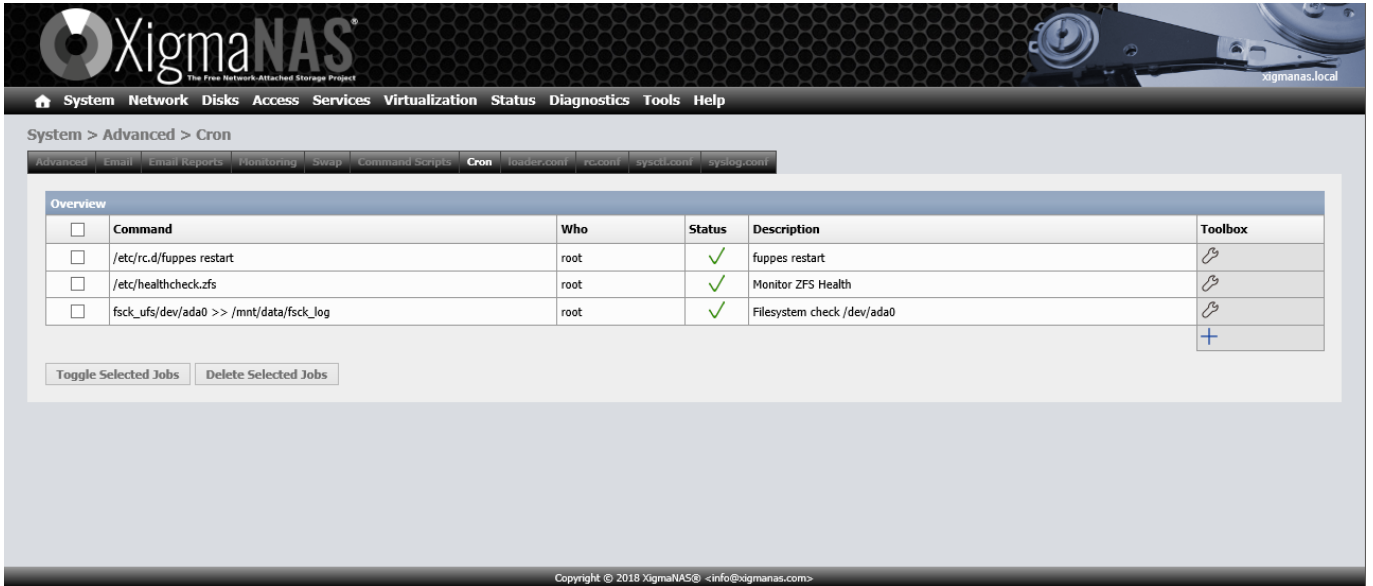 XigmaNAS®
The Free Network-Attached Storage Project
xigmanas.local
System Network Disks Access Services Virtualization Status Diagnostics Tools Help
System > Advanced > Cron
Advanced Email Email Reports Monitoring Swap Command Scripts Cron loader.conf rc.conf sysctl.conf syslog.conf
Overview
Command Who Status Description Toolbox
/etc/rc.d/fuppes restart root fuppes restart
/etc/healthcheck.zfs root Monitor ZFS Health
fsck_ufs/dev/ada0 >> /mnt/data/fsck_log root Filesystem check /dev/ada0
Toggle Selected Jobs Delete Selected Jobs
Copyright © 2018 XigmaNAS® <info@xigmanas.com>